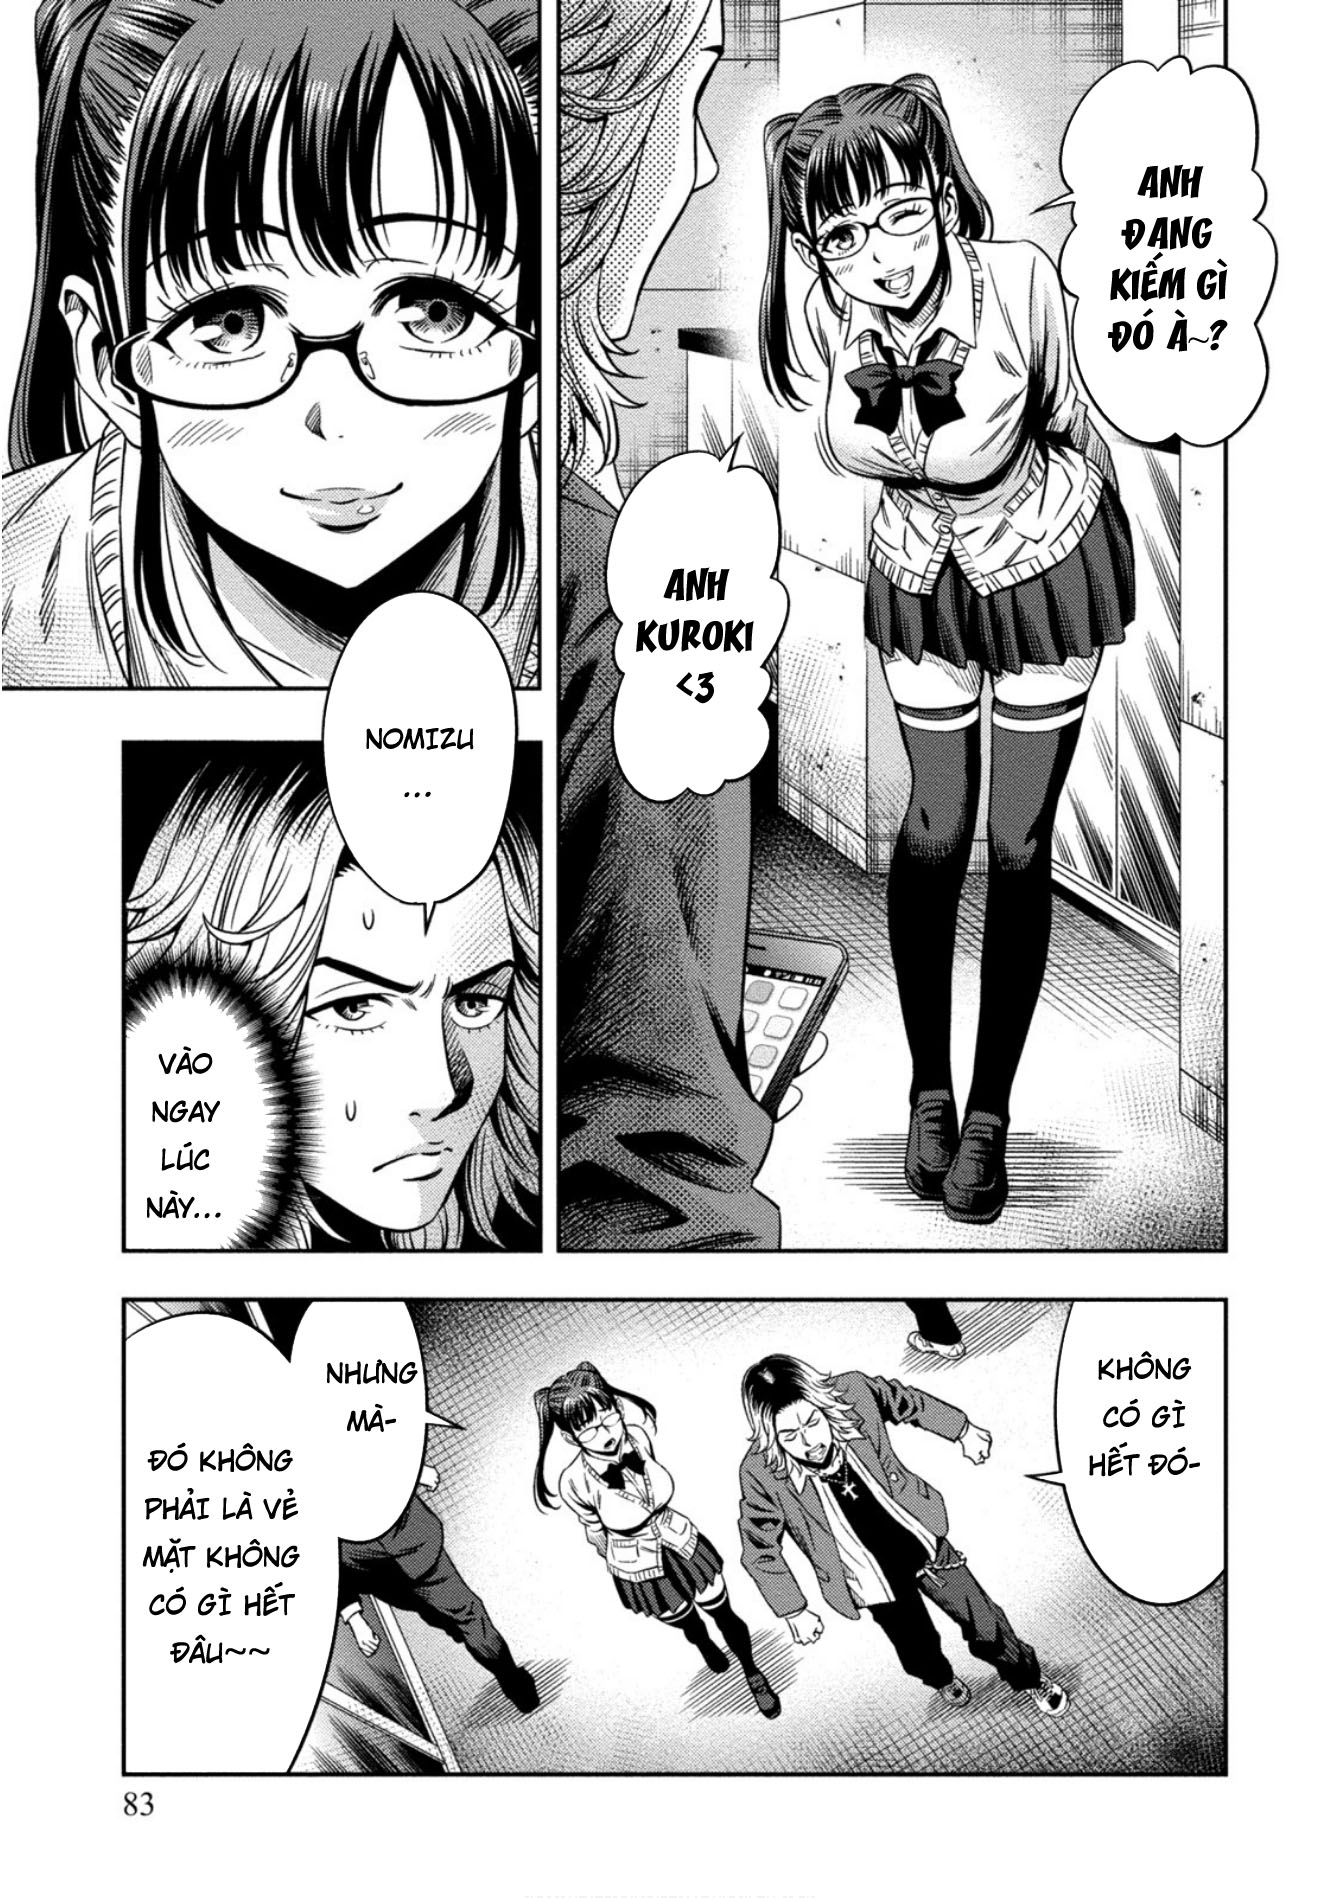 ANH
ĐANG
KIẾM GÌ
ĐÓ À~?
ANH
KUROKI
<3
NOMIZU
...
VÀO
NGAY
LÚC
NÀY...
KHÔNG
CÓ GÌ
HẾT ĐÓ-
NHƯNG
MÀ-
ĐÓ KHÔNG
PHẢI LÀ VẺ
MẶT KHÔNG
CÓ GÌ HẾT
ĐÂU~~
83